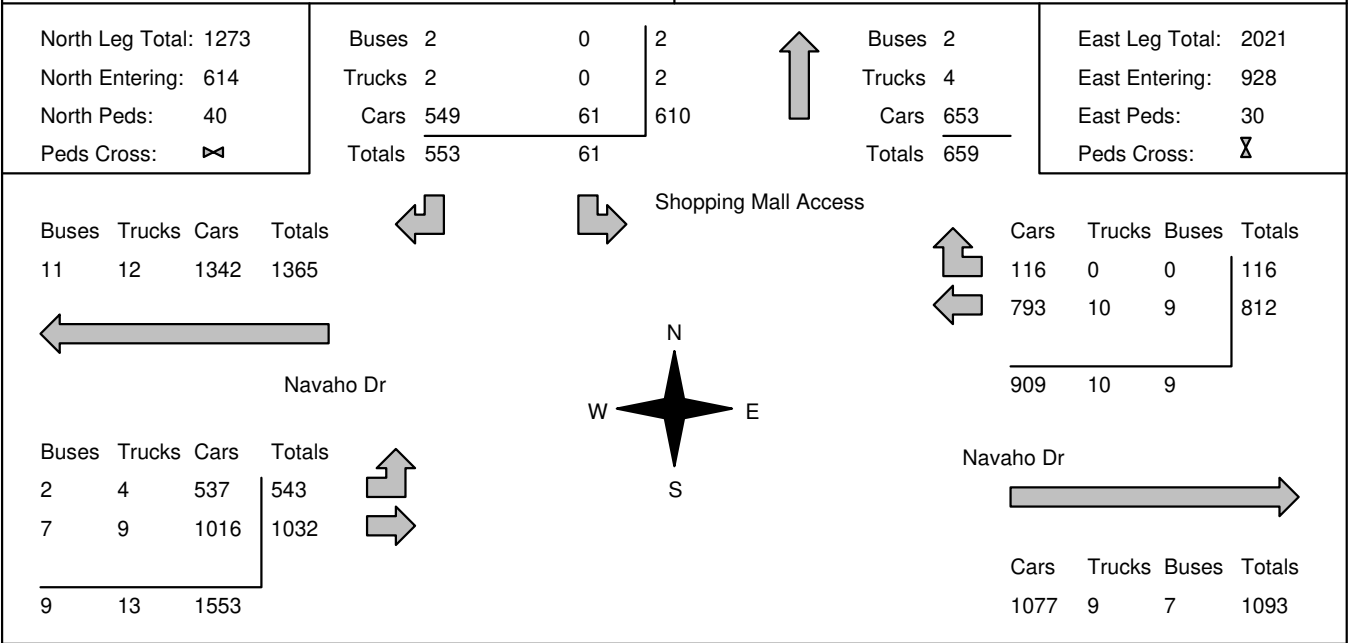 North Leg Total: 1273
North Entering: 614
North Peds: 40
Peds Cross: ⋈
Buses 2 0 2
Trucks 2 0 2
Cars 549 61 610
Totals 553 61
Buses 2
Trucks 4
Cars 653
Totals 659
East Leg Total: 2021
East Entering: 928
East Peds: 30
Peds Cross: ⧖
Shopping Mall Access
Buses Trucks Cars Totals
11 12 1342 1365
Cars Trucks Buses Totals
116 0 0 116
793 10 9 812
909 10 9
Navaho Dr
N
W E
S
Buses Trucks Cars Totals
2 4 537 543
7 9 1016 1032
9 13 1553
Navaho Dr
Cars Trucks Buses Totals
1077 9 7 1093